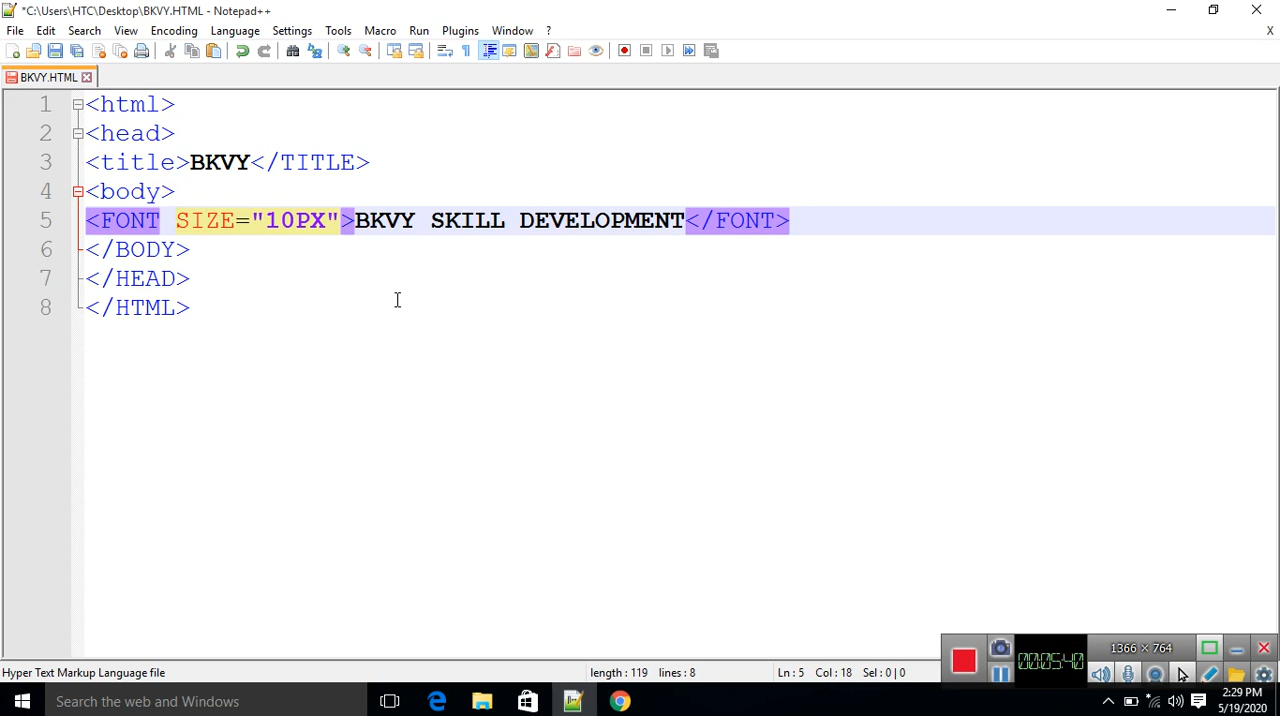 *C:\Users\HTC\Desktop\BKVY.HTML - Notepad++
File Edit Search View Encoding Language Settings Tools Macro Run Plugins Window ? X
BKVY.HTML
1 <html>
2 <head>
3 <title>BKVY</TITLE>
4 <body>
5 <FONT SIZE="10PX">BKVY SKILL DEVELOPMENT</FONT>
6 </BODY>
7 </HEAD>
8 </HTML>
1366 × 764
00:05:40
Hyper Text Markup Language file length : 119 lines : 8 Ln : 5 Col : 18 Sel : 0 | 0
Search the web and Windows
2:29 PM
5/19/2020